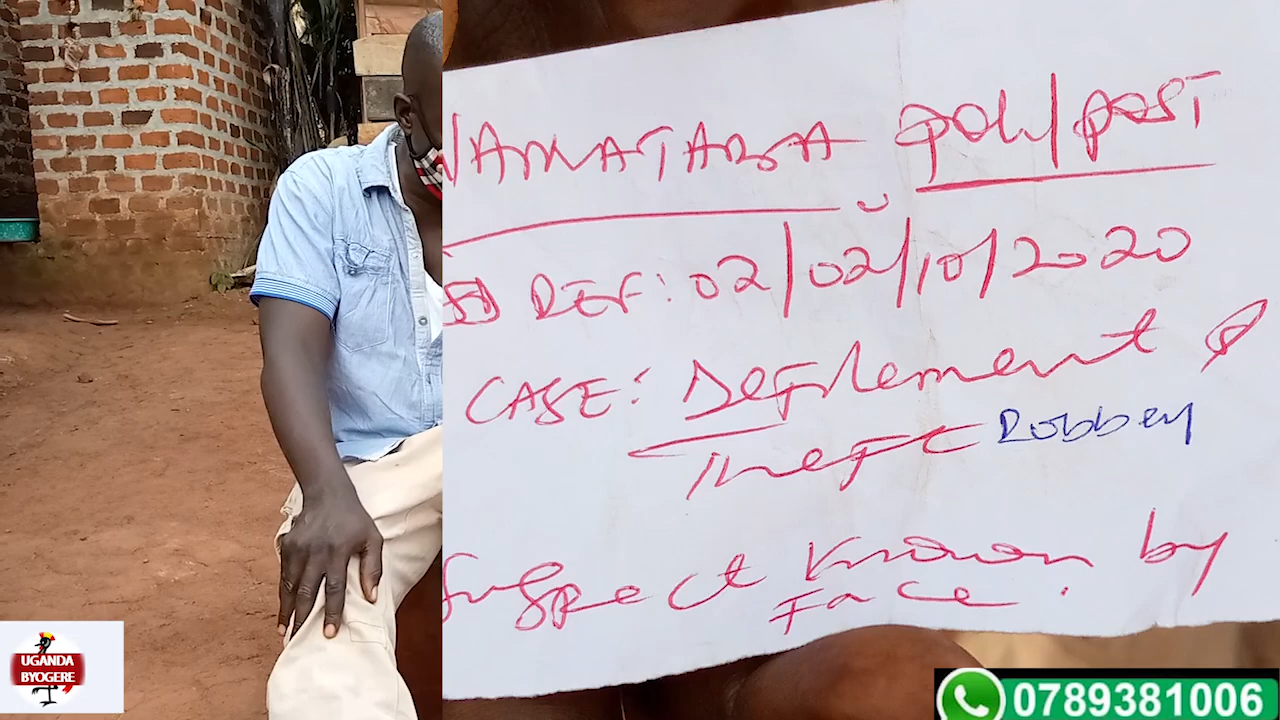 NAMATABA POL/POST
SD REF: 02/02/10/2020
CASE: Defilement &
Theft Robbery
Suspect known by
Face.
UGANDA
BYOGERE
0789381006